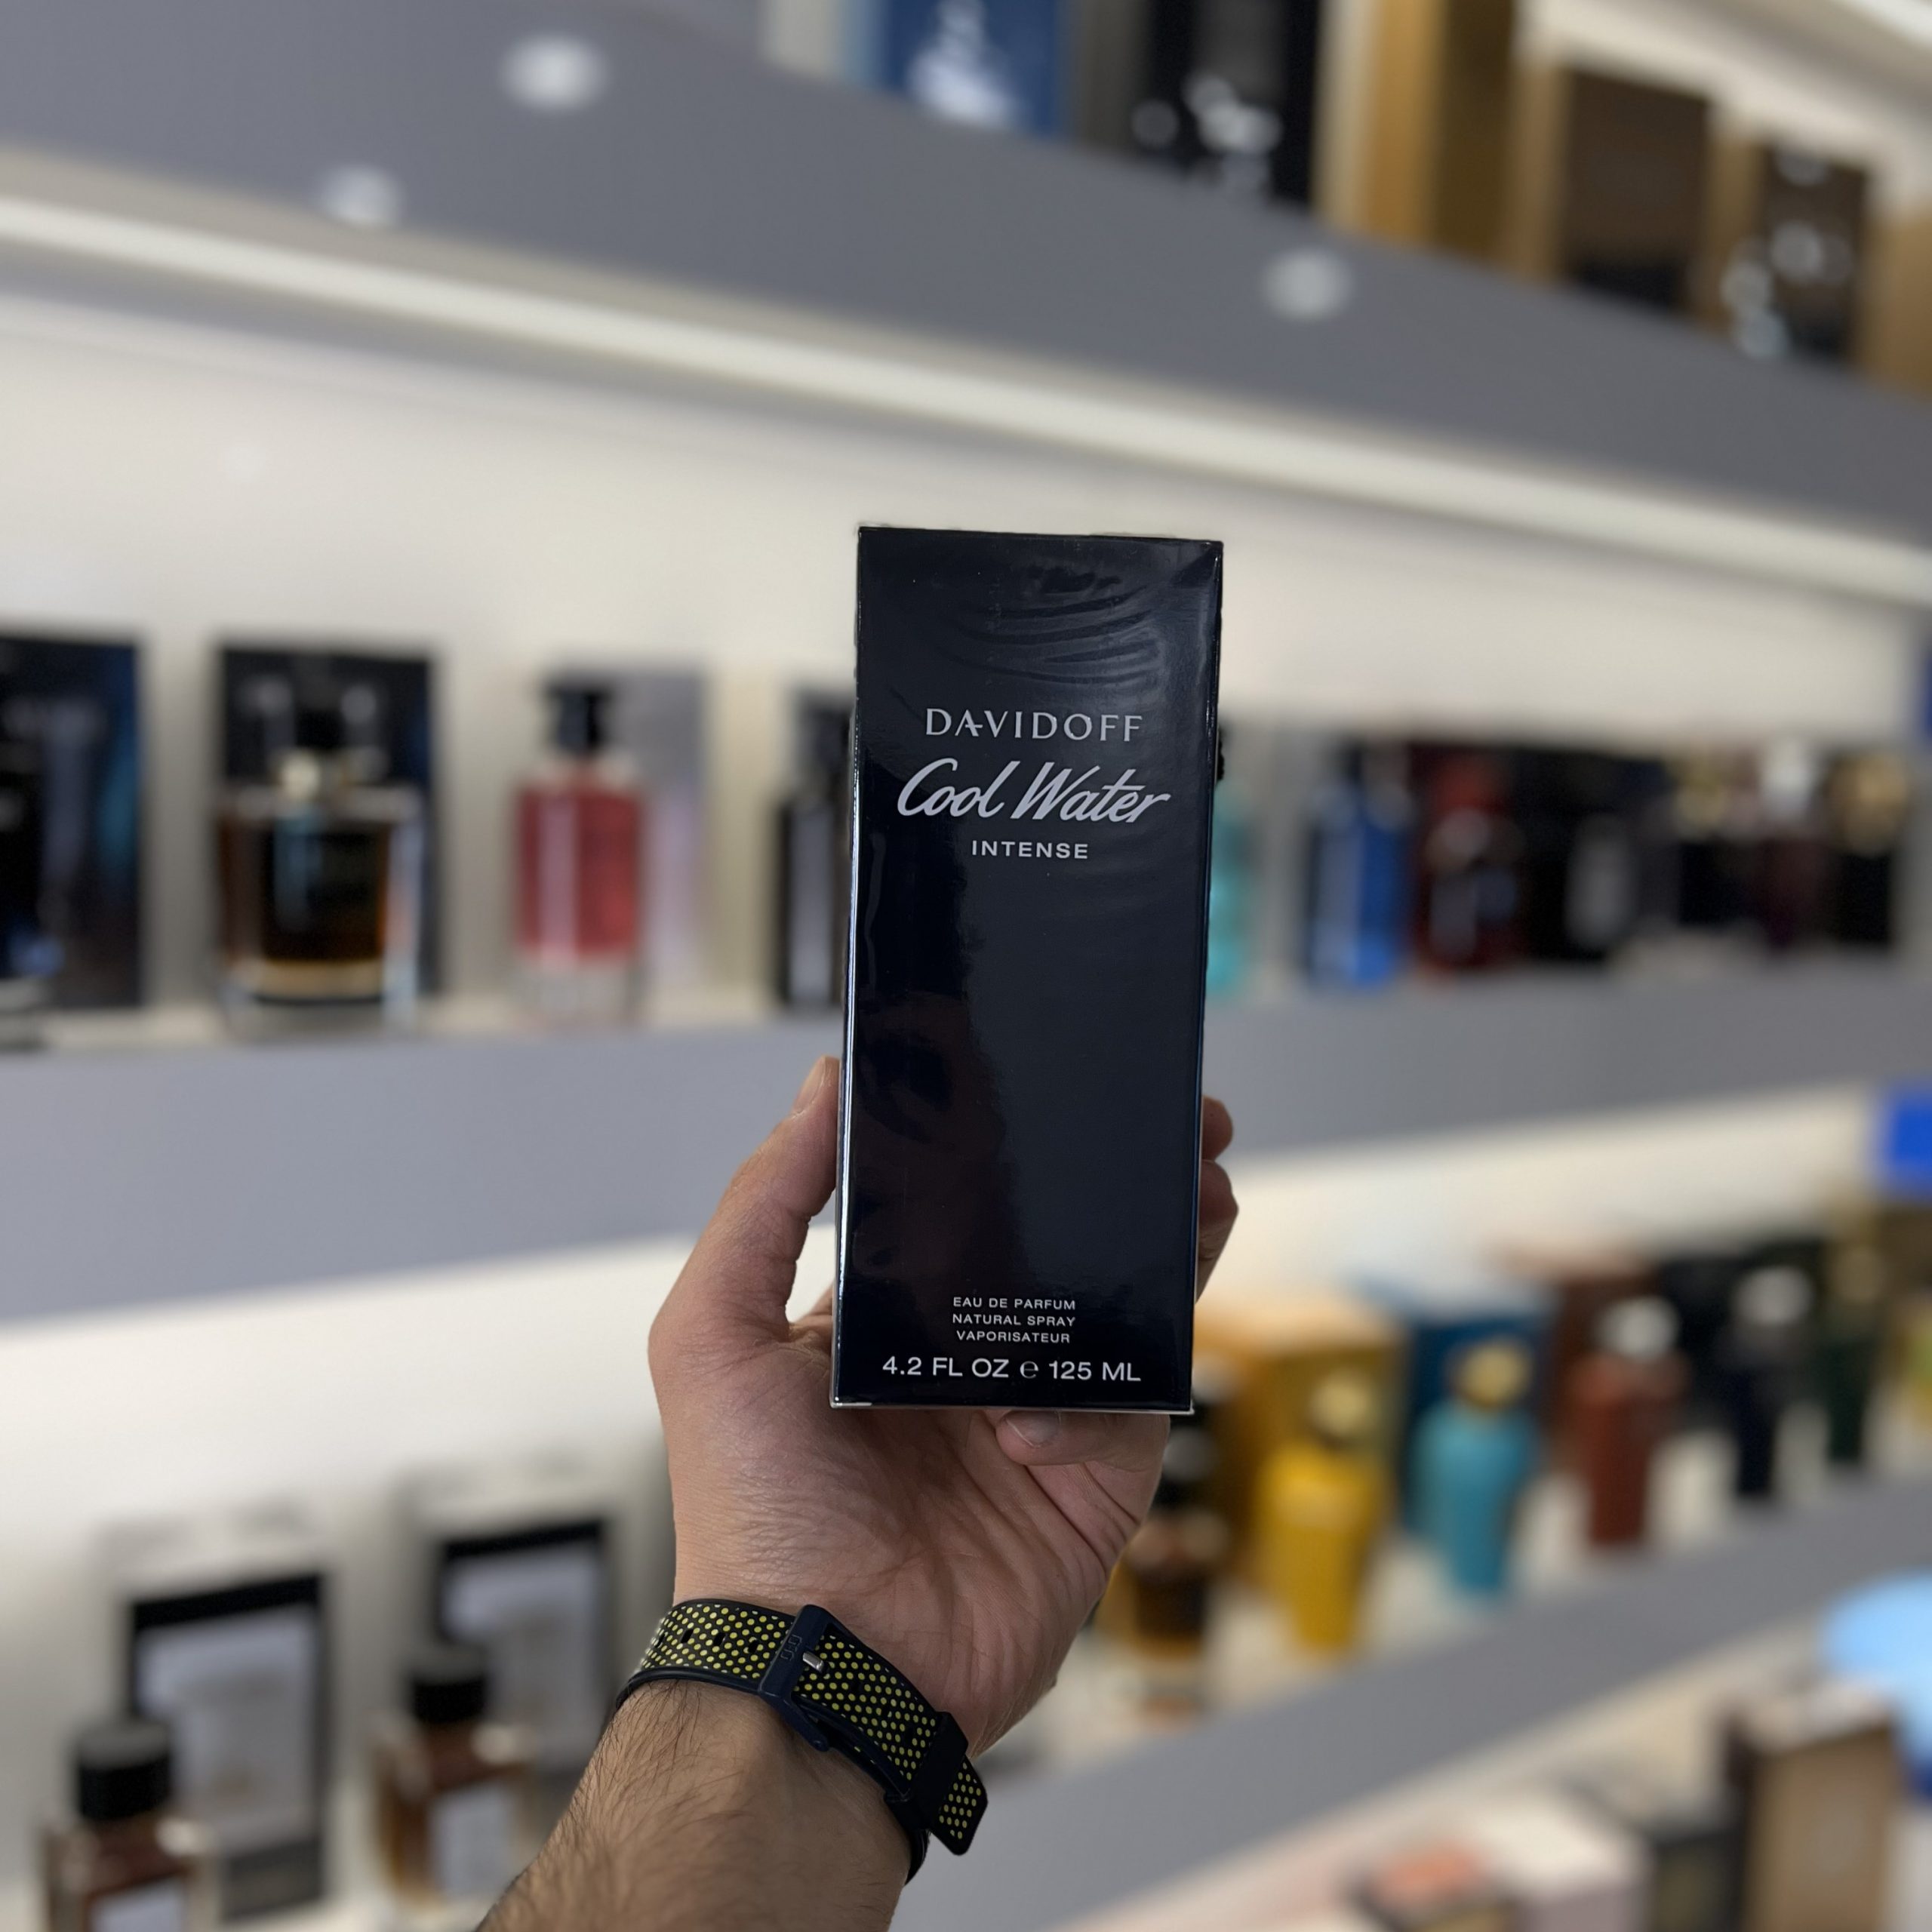 DAVIDOFF
Cool Water
INTENSE
EAU DE PARFUM
NATURAL SPRAY
VAPORISATEUR
4.2 FL OZ ℮ 125 ML